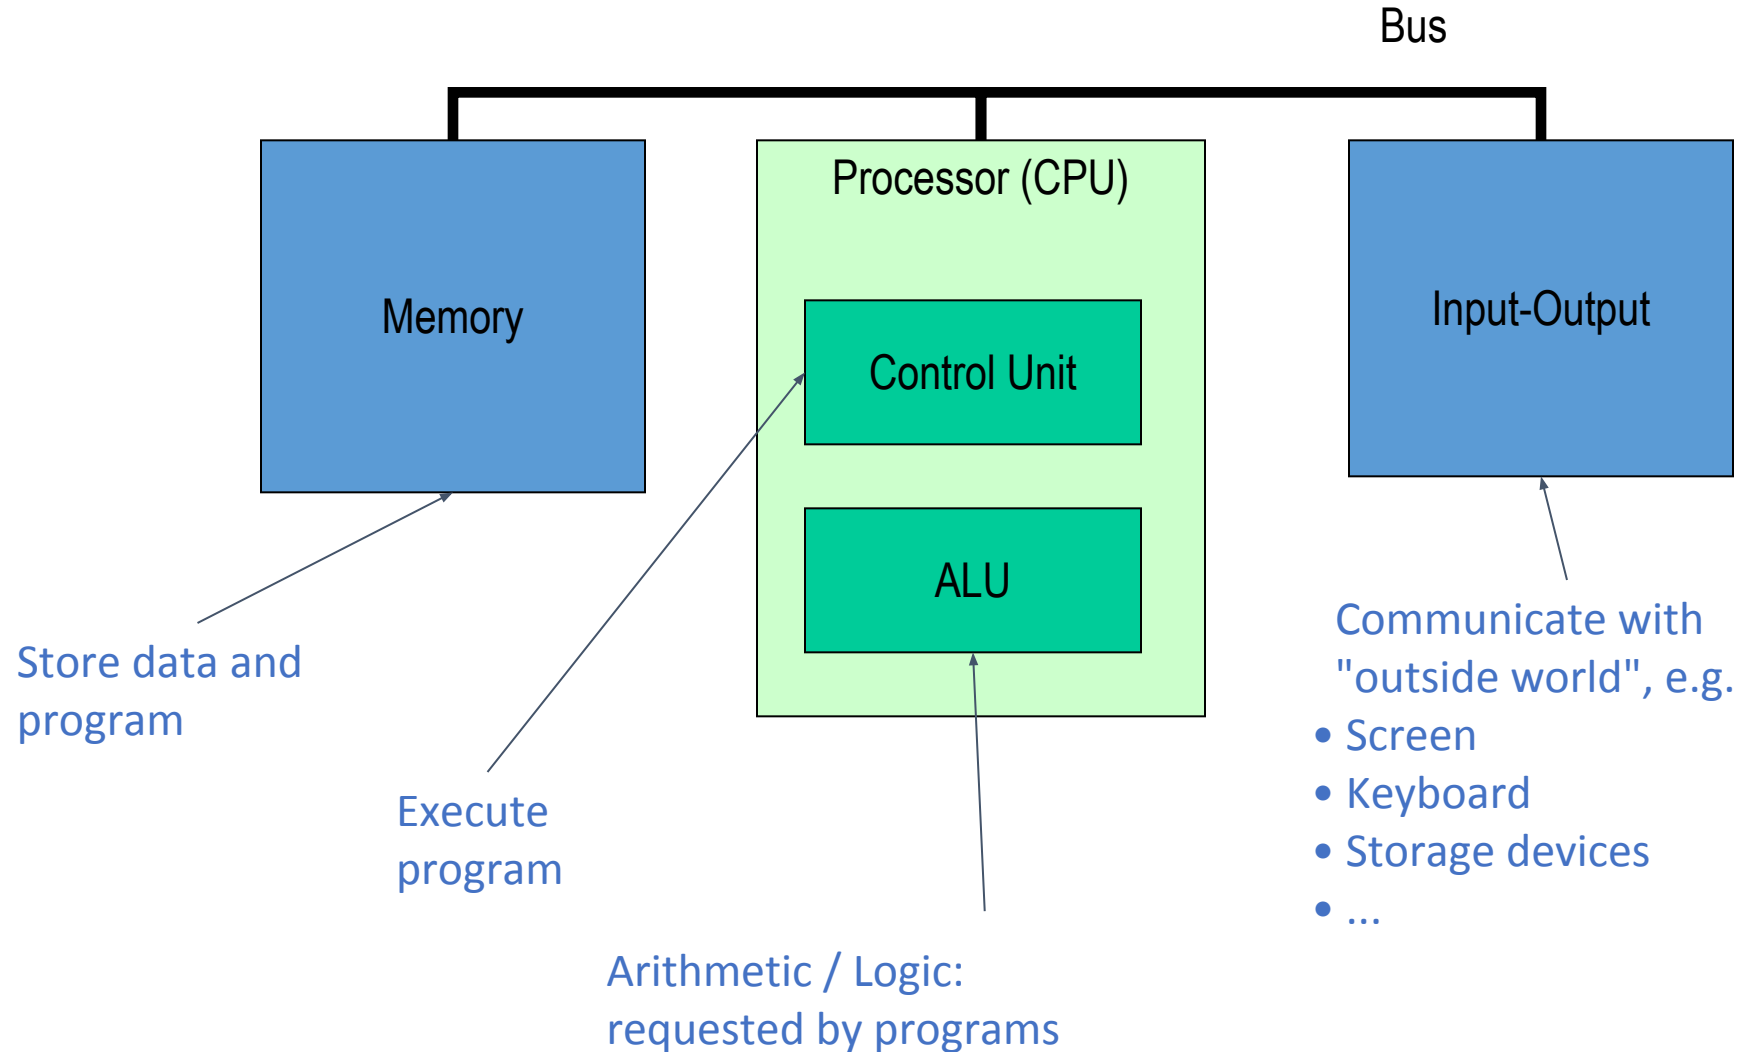 Bus
Memory
Processor (CPU)
Control Unit
ALU
Input-Output
Store data and
program
Execute
program
Arithmetic / Logic:
requested by programs
Communicate with
"outside world", e.g.
• Screen
• Keyboard
• Storage devices
• ...